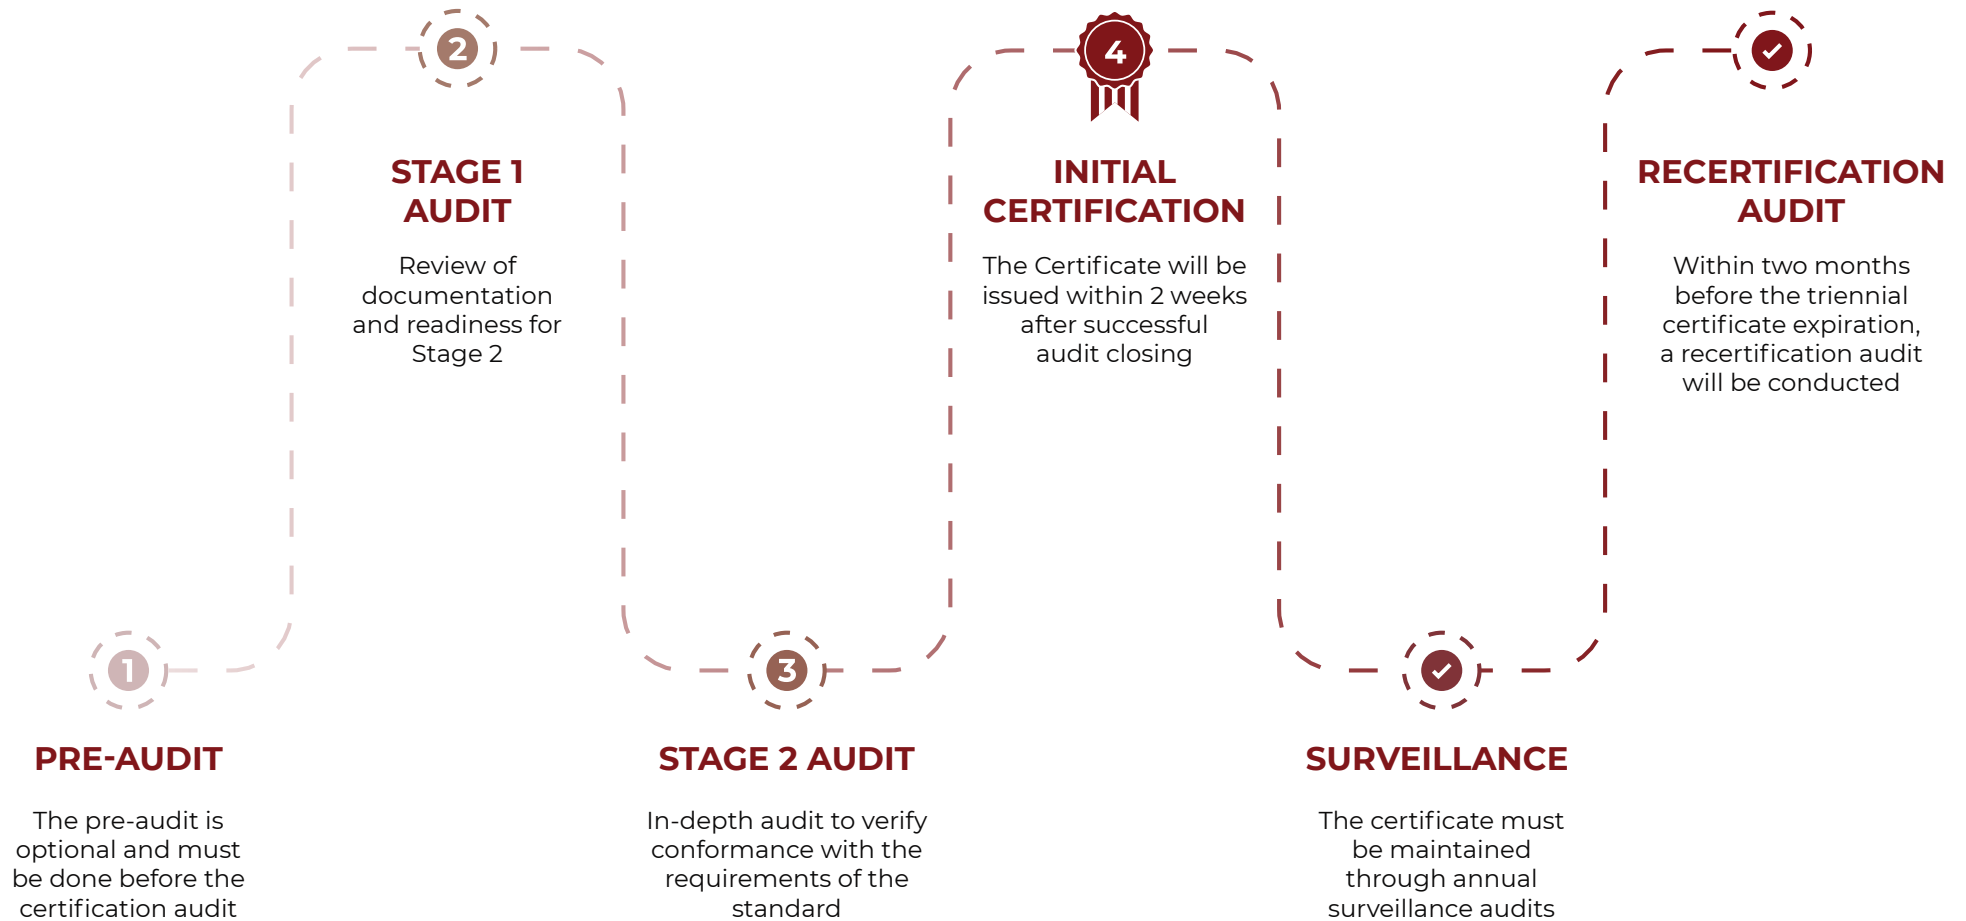 1
PRE-AUDIT
The pre-audit is
optional and must
be done before the
certification audit
2
STAGE 1
AUDIT
Review of
documentation
and readiness for
Stage 2
3
STAGE 2 AUDIT
In-depth audit to verify
conformance with the
requirements of the
standard
4
INITIAL
CERTIFICATION
The Certificate will be
issued within 2 weeks
after successful
audit closing
SURVEILLANCE
The certificate must
be maintained
through annual
surveillance audits
RECERTIFICATION
AUDIT
Within two months
before the triennial
certificate expiration,
a recertification audit
will be conducted